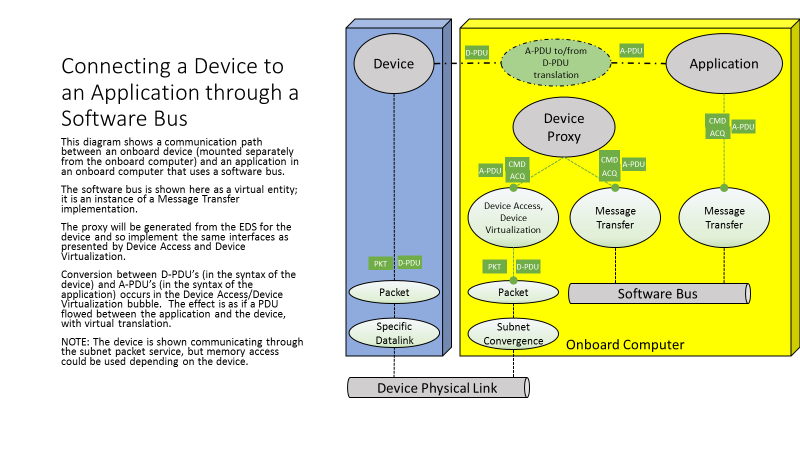 Connecting a Device to
an Application through a
Software Bus
This diagram shows a communication path
between an onboard device (mounted separately
from the onboard computer) and an application in
an onboard computer that uses a software bus.
The software bus is shown here as a virtual entity;
it is an instance of a Message Transfer
implementation.
The proxy will be generated from the EDS for the
device and so implement the same interfaces as
presented by Device Access and Device
Virtualization.
Conversion between D-PDU's (in the syntax of the
device) and A-PDU's (in the syntax of the
application) occurs in the Device Access/Device
Virtualization bubble.  The effect is as if a PDU
flowed between the application and the device,
with virtual translation.
NOTE: The device is shown communicating through
the subnet packet service, but memory access
could be used depending on the device.
Device
D-PDU
A-PDU to/from
D-PDU
translation
A-PDU
Application
Device
Proxy
CMD
ACQ
A-PDU
A-PDU
CMD
ACQ
CMD
ACQ
A-PDU
Device Access,
Device
Virtualization
Message
Transfer
Message
Transfer
PKT
D-PDU
PKT
D-PDU
Packet
Packet
Software Bus
Specific
Datalink
Subnet
Convergence
Onboard Computer
Device Physical Link